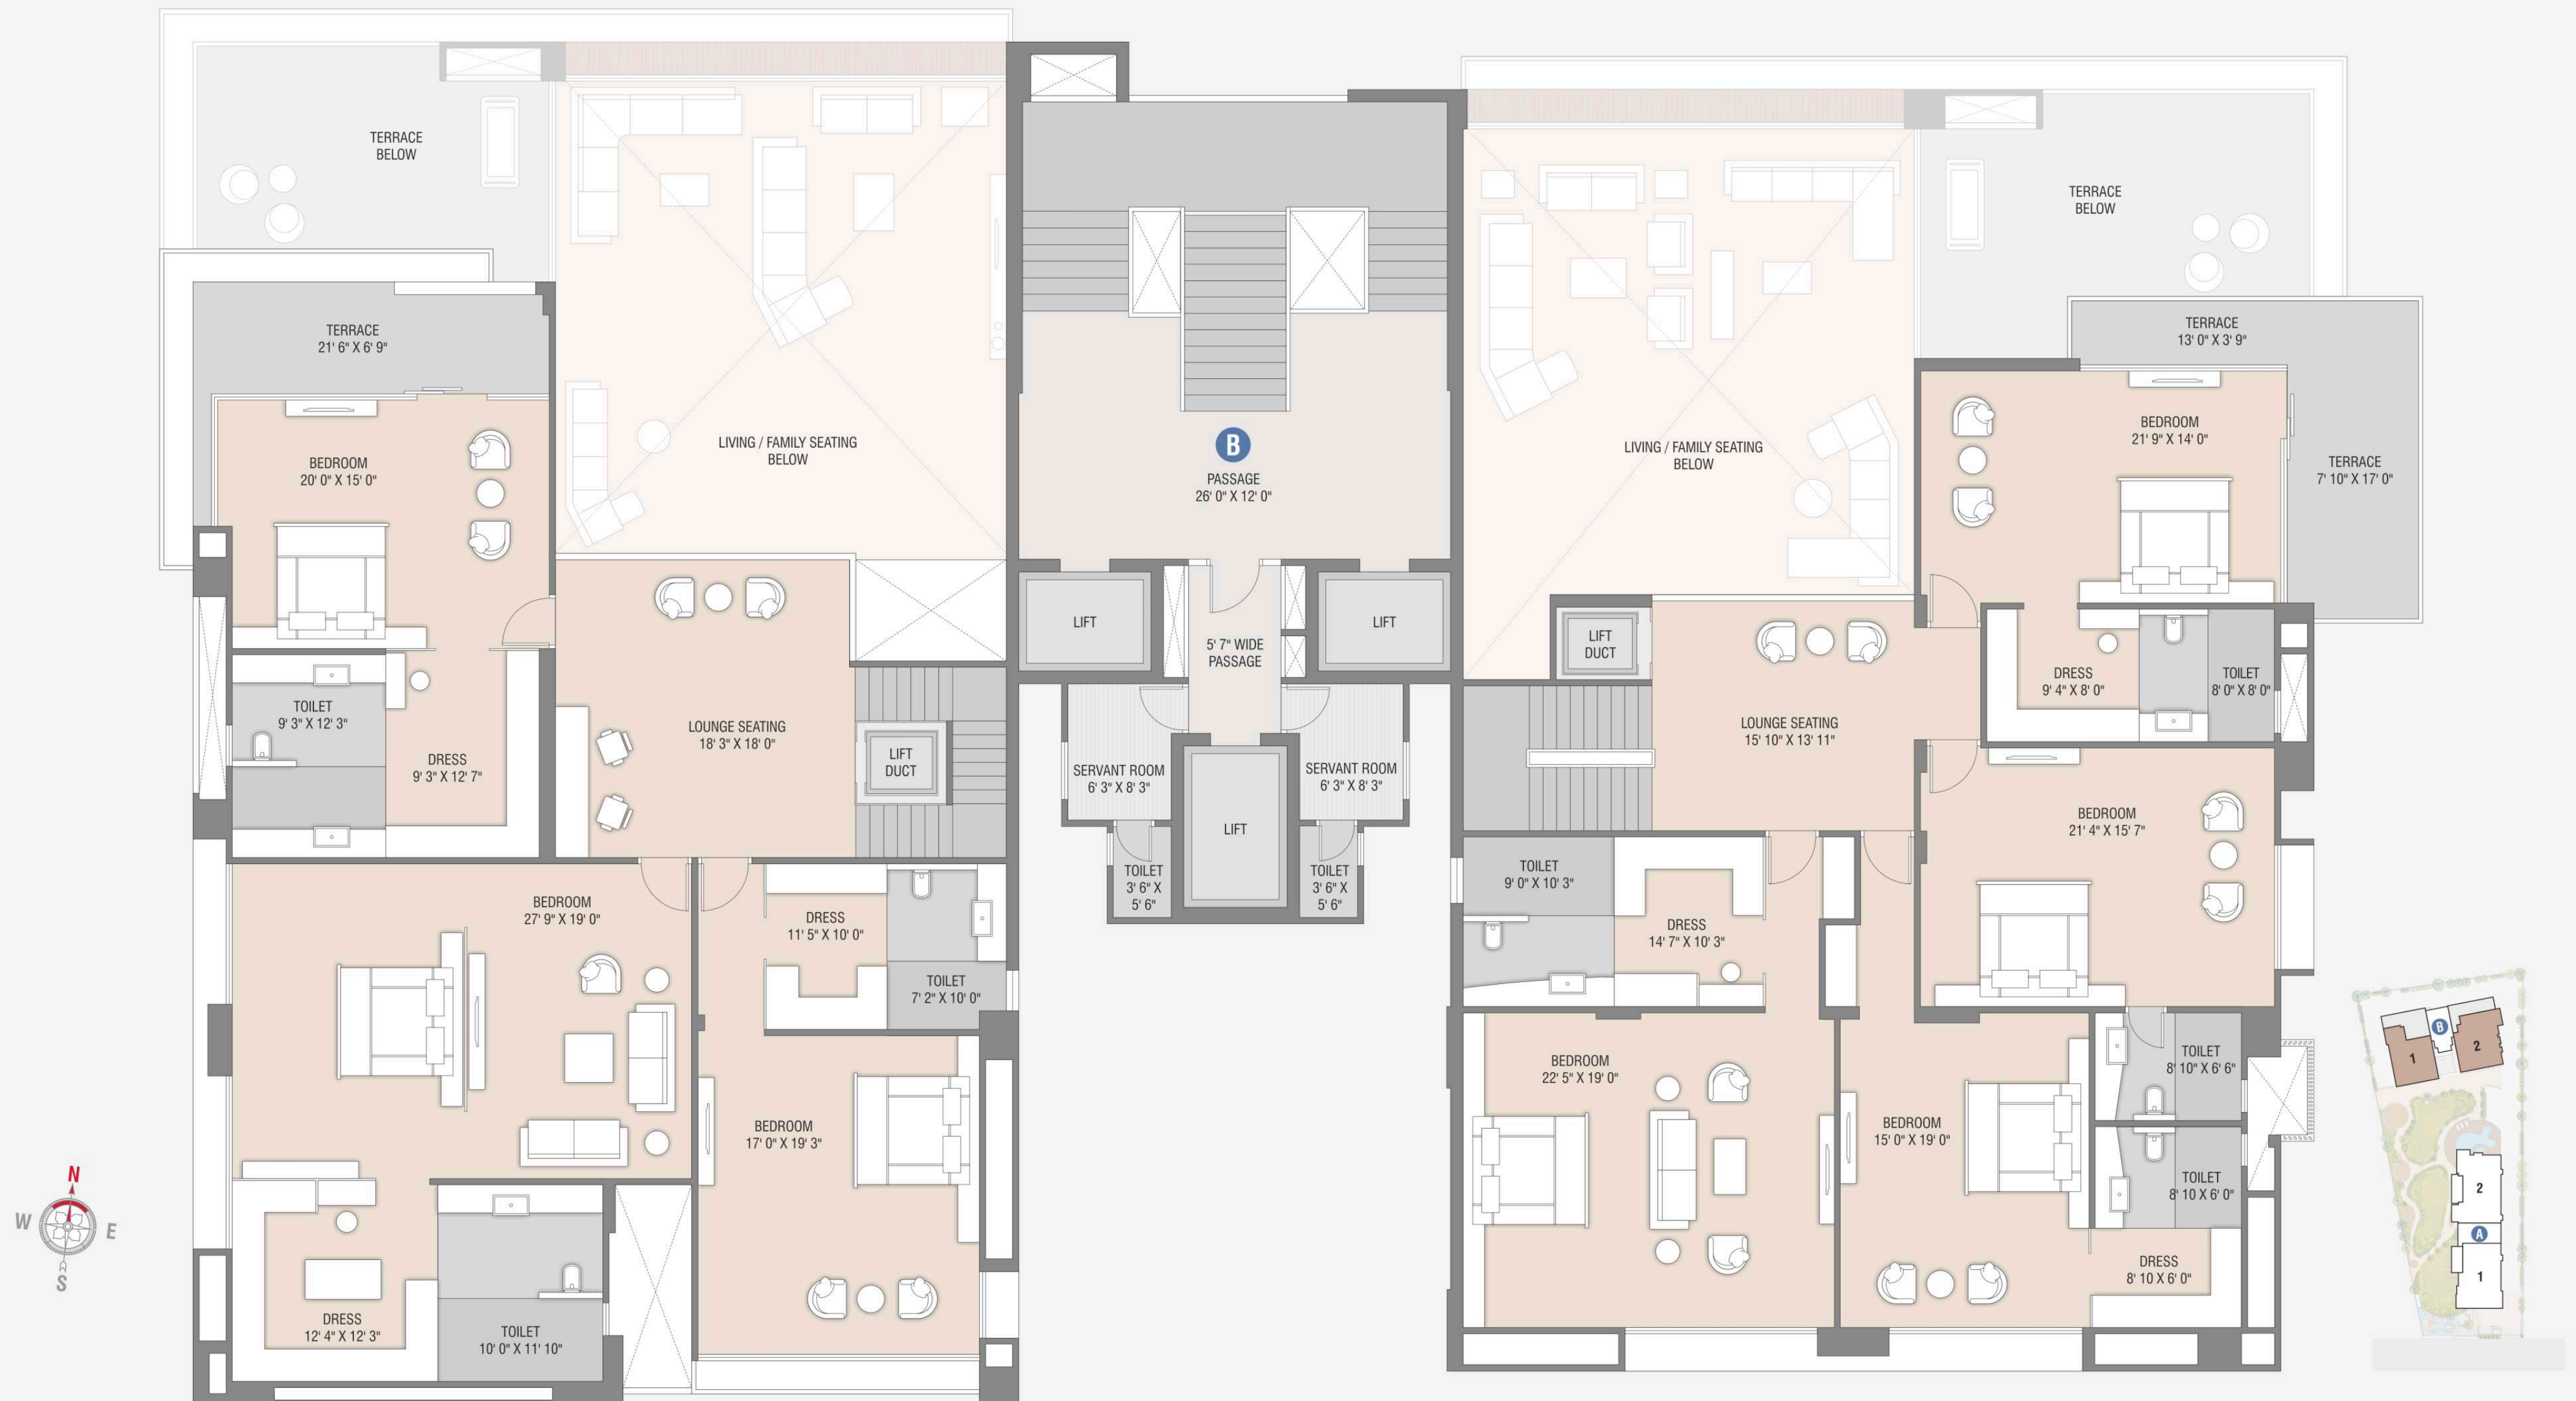 TERRACE
BELOW
TERRACE
21' 6" X 6' 9"
BEDROOM
20' 0" X 15' 0"
LIVING / FAMILY SEATING
BELOW
TOILET
9' 3" X 12' 3"
DRESS
9' 3" X 12' 7"
LOUNGE SEATING
18' 3" X 18' 0"
LIFT
DUCT
BEDROOM
27' 9" X 19' 0"
DRESS
11' 5" X 10' 0"
TOILET
7' 2" X 10' 0"
BEDROOM
17' 0" X 19' 3"
DRESS
12' 4" X 12' 3"
TOILET
10' 0" X 11' 10"
N
W
E
S
B
PASSAGE
26' 0" X 12' 0"
LIFT
LIFT
5' 7" WIDE
PASSAGE
SERVANT ROOM
6' 3" X 8' 3"
SERVANT ROOM
6' 3" X 8' 3"
LIFT
TOILET
3' 6" X
5' 6"
TOILET
3' 6" X
5' 6"
TERRACE
BELOW
TERRACE
13' 0" X 3' 9"
LIVING / FAMILY SEATING
BELOW
BEDROOM
21' 9" X 14' 0"
TERRACE
7' 10" X 17' 0"
LIFT
DUCT
DRESS
9' 4" X 8' 0"
TOILET
8' 0" X 8' 0"
LOUNGE SEATING
15' 10" X 13' 11"
BEDROOM
21' 4" X 15' 7"
TOILET
9' 0" X 10' 3"
DRESS
14' 7" X 10' 3"
BEDROOM
22' 5" X 19' 0"
BEDROOM
15' 0" X 19' 0"
TOILET
8' 10" X 6' 6"
TOILET
8' 10 X 6' 0"
DRESS
8' 10 X 6' 0"
B
1
2
2
A
1